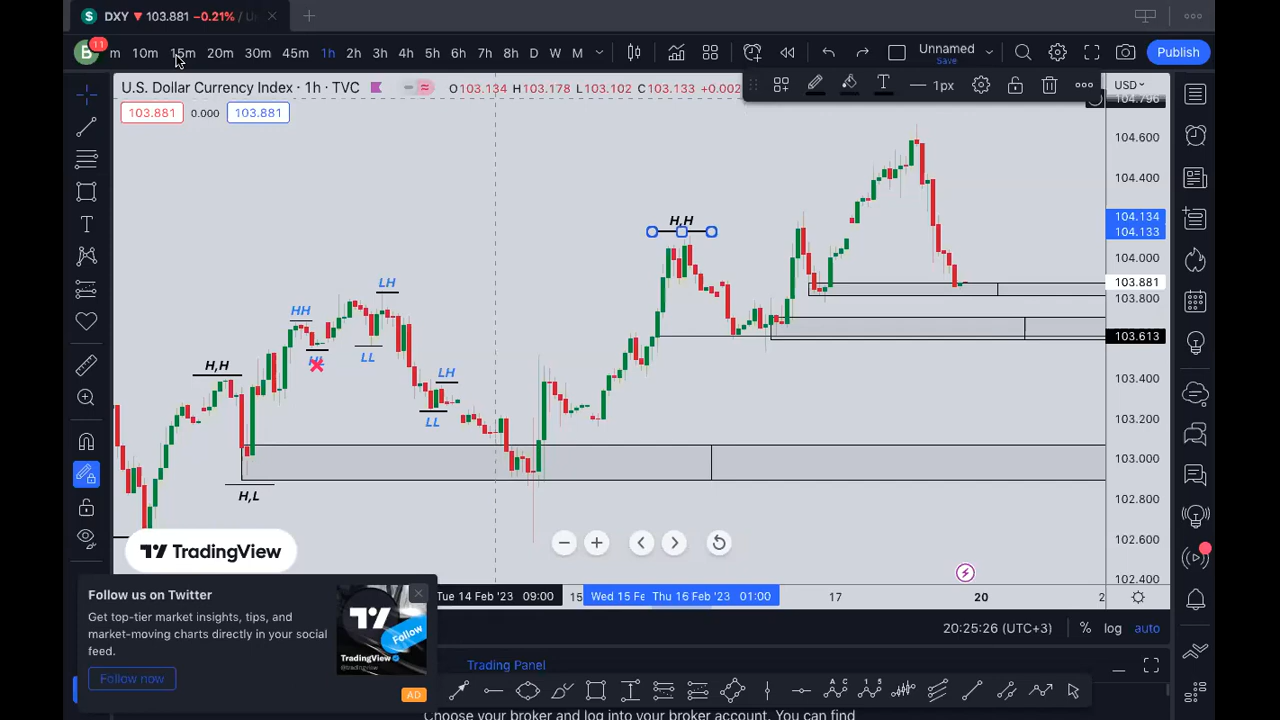 DXY ▼ 103.881 −0.21% /
11
m 10m 15m 20m 30m 45m 1h 2h 3h 4h 5h 6h 7h 8h D W M
Unnamed
Save
Publish
U.S. Dollar Currency Index · 1h · TVC
O103.134 H103.178 L103.102 C103.133 +0.002
1px
USD
103.881 0.000 103.881
104.796
104.600
104.400
104.134
104.133
104.000
103.881
103.800
103.613
103.400
103.200
103.000
102.800
102.600
102.400
H,H
LH
HH
LL
H,H
LH
LL
H,L
TradingView
Follow us on Twitter
Get top-tier market insights, tips, and
market-moving charts directly in your social
feed.
Follow now
Follow
TradingView
@tradingview
AD
Tue 14 Feb '23 09:00
15
Wed 15 Fe
Thu 16 Feb '23 01:00
17
20
2
20:25:26 (UTC+3)
% log auto
Trading Panel
Choose your broker and log into your broker account. You can find